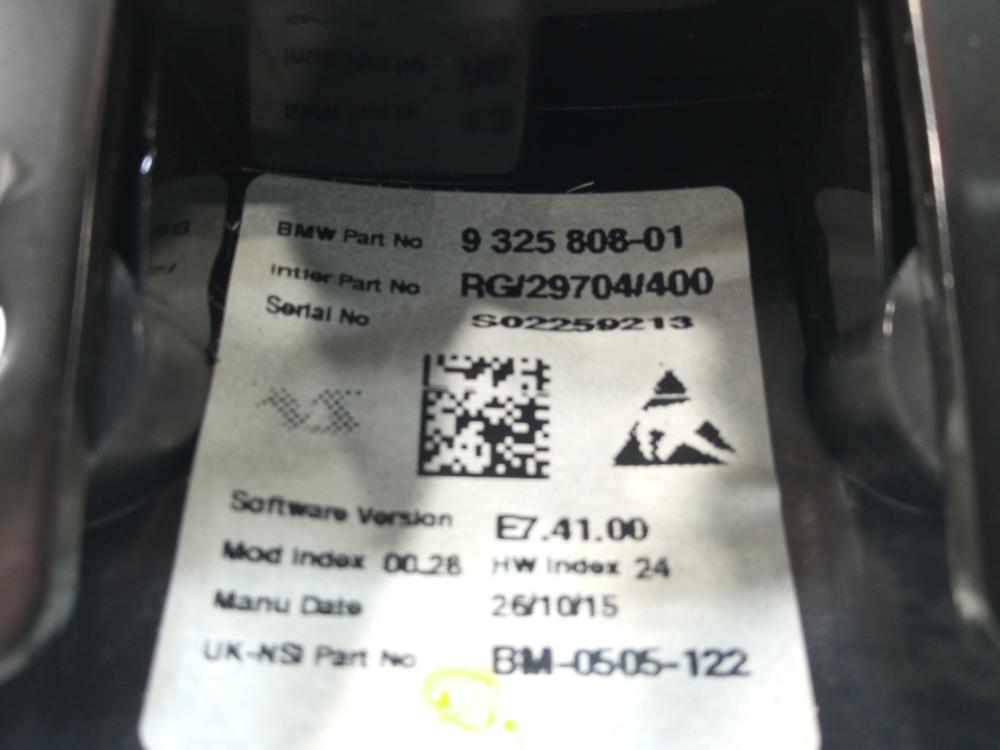 BMW Part No 9 325 808-01
Intier Part No RG/29704/400
Serial No S02259213
Software Version E7.41.00
Mod Index 00.28 HW Index 24
Manu Date 26/10/15
UK-NSI Part No BM-0505-122